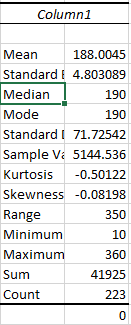 Column1
Mean 188.0045
Standard E 4.803089
Median 190
Mode 190
Standard D 71.72542
Sample Va 5144.536
Kurtosis -0.50122
Skewness -0.08198
Range 350
Minimum 10
Maximum 360
Sum 41925
Count 223
0